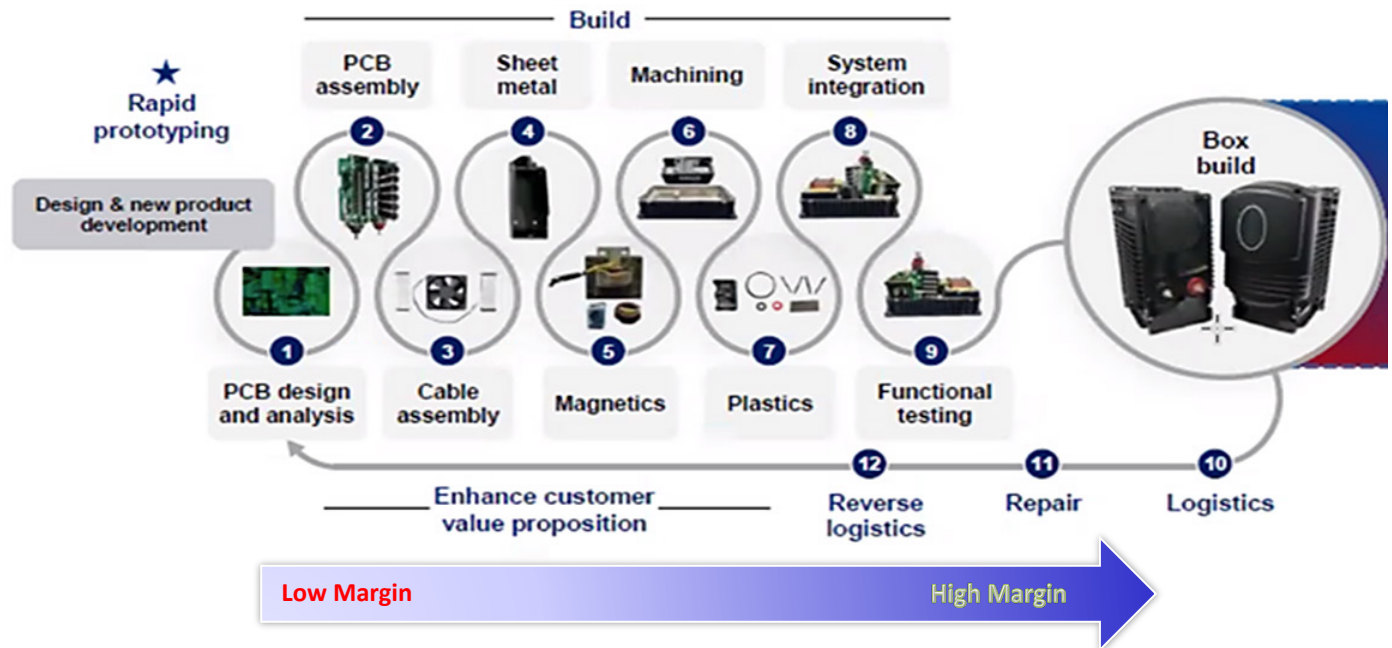 Build
Rapid
prototyping
Design & new product
development
PCB
assembly
Sheet
metal
Machining
System
integration
2
4
6
8
Box
build
1
3
5
7
9
PCB design
and analysis
Cable
assembly
Magnetics
Plastics
Functional
testing
12
11
10
Enhance customer
value proposition
Reverse
logistics
Repair
Logistics
Low Margin
High Margin